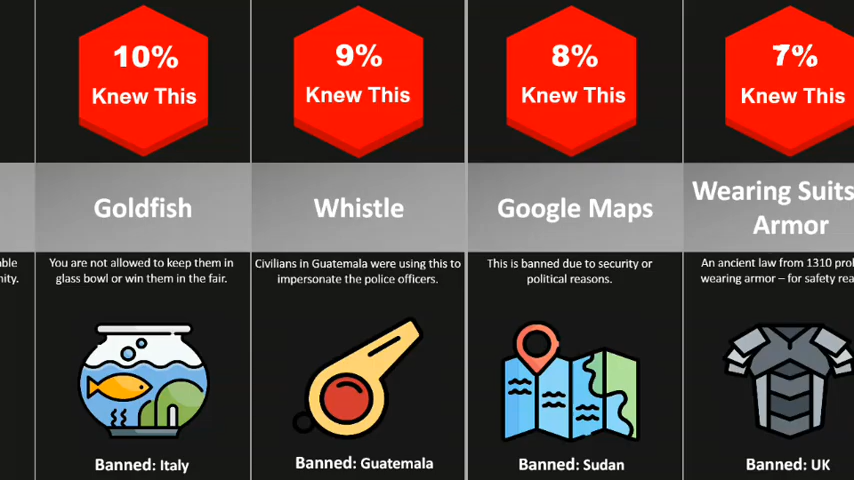 10%
Knew This
9%
Knew This
8%
Knew This
7%
Knew This
Goldfish
Whistle
Google Maps
Wearing Suits
Armor
You are not allowed to keep them in
glass bowl or win them in the fair.
Civilians in Guatemala were using this to
impersonate the police officers.
This is banned due to security or
political reasons.
An ancient law from 1310
wearing armor – for safety
Banned: Italy
Banned: Guatemala
Banned: Sudan
Banned: UK